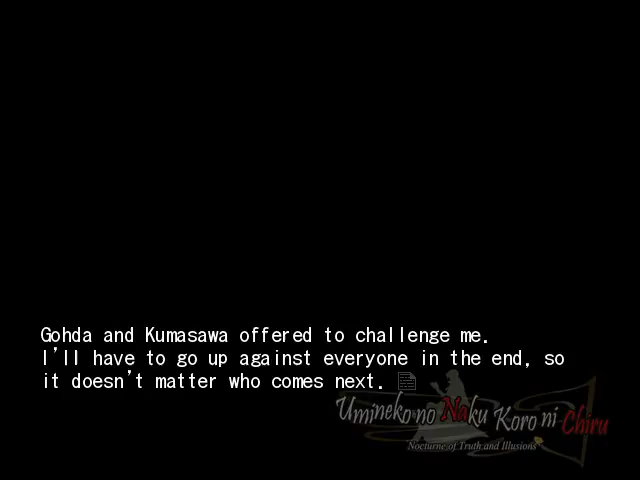 Gohda and Kumasawa offered to challenge me.
I'll have to go up against everyone in the end, so
it doesn't matter who comes next.
Umineko no Naku Koro ni Chiru
Nocturne of Truth and Illusions